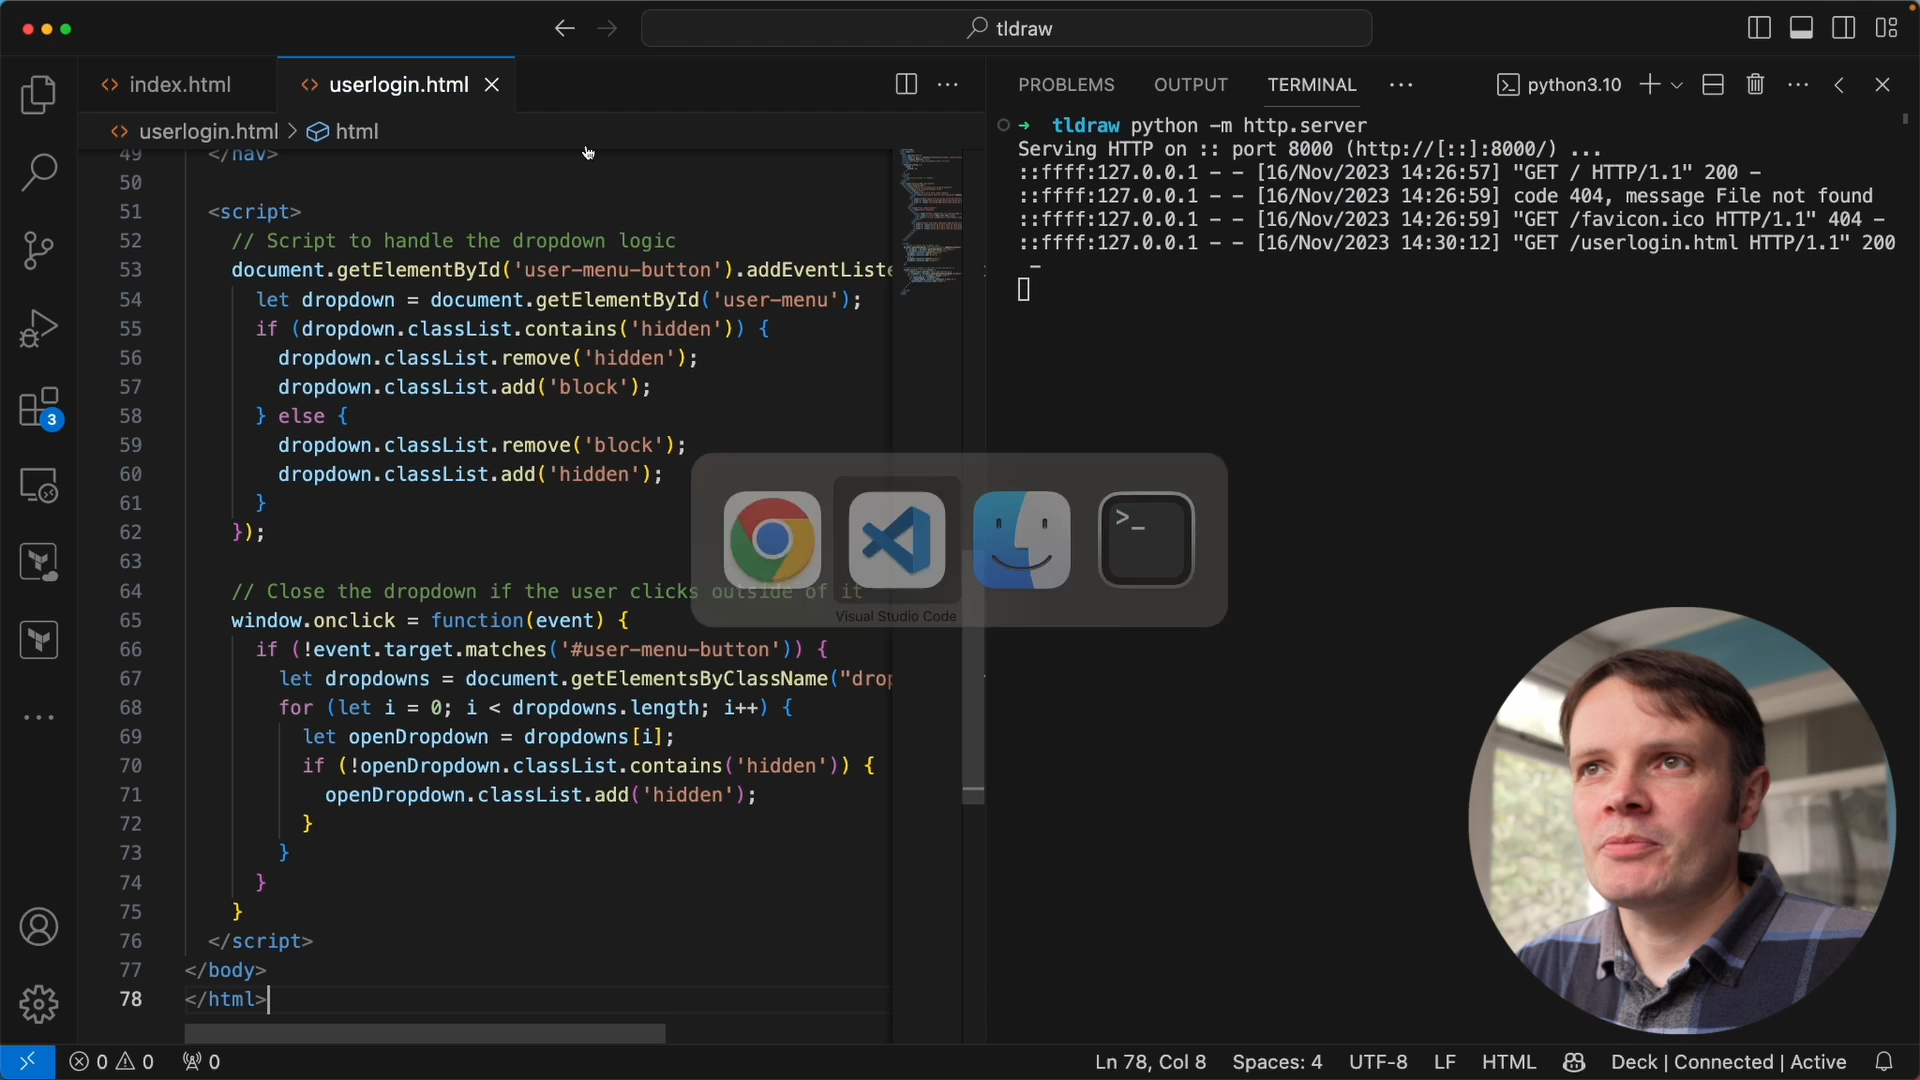 tldraw
index.html
userlogin.html
PROBLEMS OUTPUT TERMINAL
python3.10
userlogin.html > html
49 </nav>
50
51 <script>
52 // Script to handle the dropdown logic
53 document.getElementById('user-menu-button').addEventListe
54 let dropdown = document.getElementById('user-menu');
55 if (dropdown.classList.contains('hidden')) {
56 dropdown.classList.remove('hidden');
57 dropdown.classList.add('block');
58 } else {
59 dropdown.classList.remove('block');
60 dropdown.classList.add('hidden');
61 }
62 });
63
64 // Close the dropdown if the user clicks outside of it
65 window.onclick = function(event) {
66 if (!event.target.matches('#user-menu-button')) {
67 let dropdowns = document.getElementsByClassName("drop
68 for (let i = 0; i < dropdowns.length; i++) {
69 let openDropdown = dropdowns[i];
70 if (!openDropdown.classList.contains('hidden')) {
71 openDropdown.classList.add('hidden');
72 }
73 }
74 }
75 }
76 </script>
77 </body>
78 </html>
→ tldraw python -m http.server
Serving HTTP on :: port 8000 (http://[::]:8000/) ...
::ffff:127.0.0.1 - - [16/Nov/2023 14:26:57] "GET / HTTP/1.1" 200 -
::ffff:127.0.0.1 - - [16/Nov/2023 14:26:59] code 404, message File not found
::ffff:127.0.0.1 - - [16/Nov/2023 14:26:59] "GET /favicon.ico HTTP/1.1" 404 -
::ffff:127.0.0.1 - - [16/Nov/2023 14:30:12] "GET /userlogin.html HTTP/1.1" 200
-
Visual Studio Code
>_
3
0 0 0
Ln 78, Col 8 Spaces: 4 UTF-8 LF HTML Deck | Connected | Active